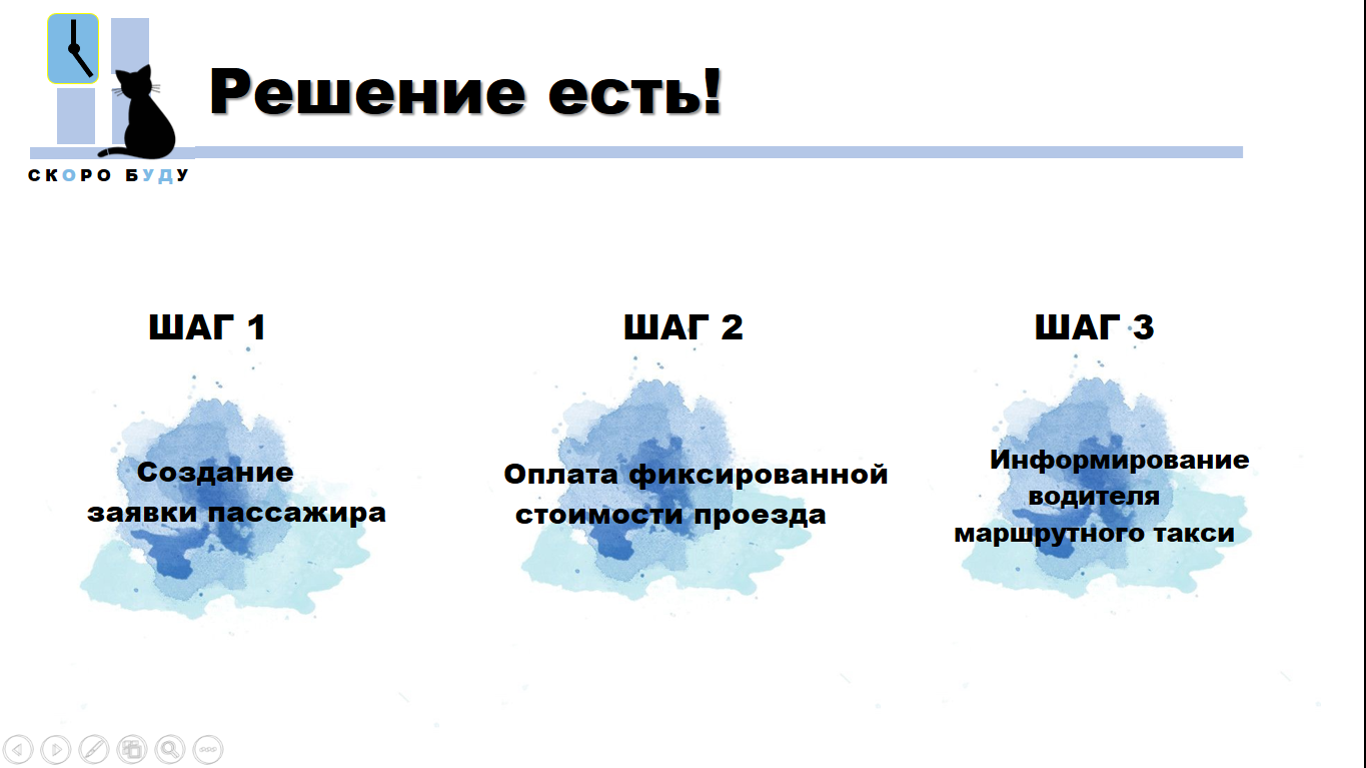 Решение есть!
СКОРО БУДУ
ШАГ 1
Создание
заявки пассажира
ШАГ 2
Оплата фиксированной
стоимости проезда
ШАГ 3
Информирование
водителя
маршрутного такси